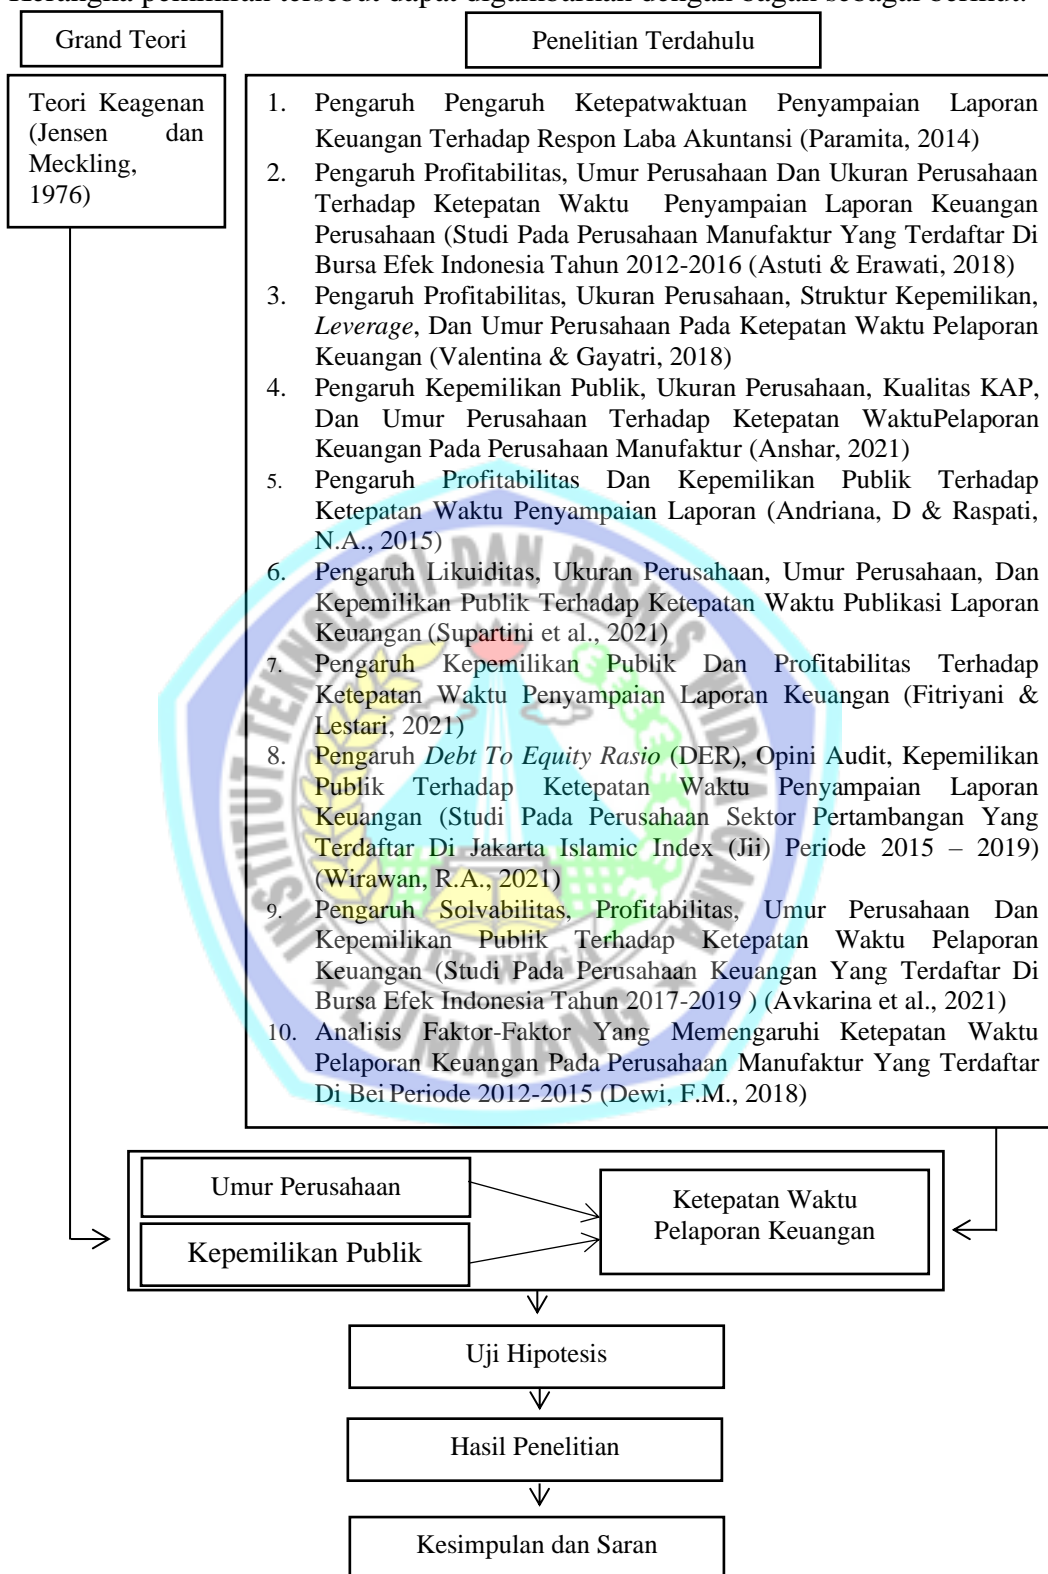 Kerangka pemikiran tersebut dapat digambarkan dengan bagan sebagai berikut:
Grand Teori
Penelitian Terdahulu
Teori Keagenan
(Jensen dan
Meckling,
1976)
1. Pengaruh Pengaruh Ketepatwaktuan Penyampaian Laporan
Keuangan Terhadap Respon Laba Akuntansi (Paramita, 2014)
2. Pengaruh Profitabilitas, Umur Perusahaan Dan Ukuran Perusahaan
Terhadap Ketepatan Waktu Penyampaian Laporan Keuangan
Perusahaan (Studi Pada Perusahaan Manufaktur Yang Terdaftar Di
Bursa Efek Indonesia Tahun 2012-2016 (Astuti & Erawati, 2018)
3. Pengaruh Profitabilitas, Ukuran Perusahaan, Struktur Kepemilikan,
Leverage, Dan Umur Perusahaan Pada Ketepatan Waktu Pelaporan
Keuangan (Valentina & Gayatri, 2018)
4. Pengaruh Kepemilikan Publik, Ukuran Perusahaan, Kualitas KAP,
Dan Umur Perusahaan Terhadap Ketepatan WaktuPelaporan
Keuangan Pada Perusahaan Manufaktur (Anshar, 2021)
5. Pengaruh Profitabilitas Dan Kepemilikan Publik Terhadap
Ketepatan Waktu Penyampaian Laporan (Andriana, D & Raspati,
N.A., 2015)
6. Pengaruh Likuiditas, Ukuran Perusahaan, Umur Perusahaan, Dan
Kepemilikan Publik Terhadap Ketepatan Waktu Publikasi Laporan
Keuangan (Supartini et al., 2021)
7. Pengaruh Kepemilikan Publik Dan Profitabilitas Terhadap
Ketepatan Waktu Penyampaian Laporan Keuangan (Fitriyani &
Lestari, 2021)
8. Pengaruh Debt To Equity Rasio (DER), Opini Audit, Kepemilikan
Publik Terhadap Ketepatan Waktu Penyampaian Laporan
Keuangan (Studi Pada Perusahaan Sektor Pertambangan Yang
Terdaftar Di Jakarta Islamic Index (Jii) Periode 2015 – 2019)
(Wirawan, R.A., 2021)
9. Pengaruh Solvabilitas, Profitabilitas, Umur Perusahaan Dan
Kepemilikan Publik Terhadap Ketepatan Waktu Pelaporan
Keuangan (Studi Pada Perusahaan Keuangan Yang Terdaftar Di
Bursa Efek Indonesia Tahun 2017-2019 ) (Avkarina et al., 2021)
10. Analisis Faktor-Faktor Yang Memengaruhi Ketepatan Waktu
Pelaporan Keuangan Pada Perusahaan Manufaktur Yang Terdaftar
Di Bei Periode 2012-2015 (Dewi, F.M., 2018)
INSTITUT TEKNOLOGI DAN BISNIS WIDYA GAMA
ITB WIGA
LUMAJANG
Umur Perusahaan
Kepemilikan Publik
Ketepatan Waktu
Pelaporan Keuangan
Uji Hipotesis
Hasil Penelitian
Kesimpulan dan Saran